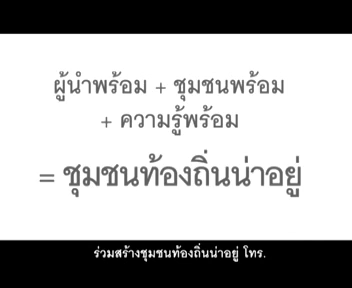 ผู้นำพร้อม + ชุมชนพร้อม
+ ความรู้พร้อม
= ชุมชนท้องถิ่นน่าอยู่
ร่วมสร้างชุมชนท้องถิ่นน่าอยู่ โทร.